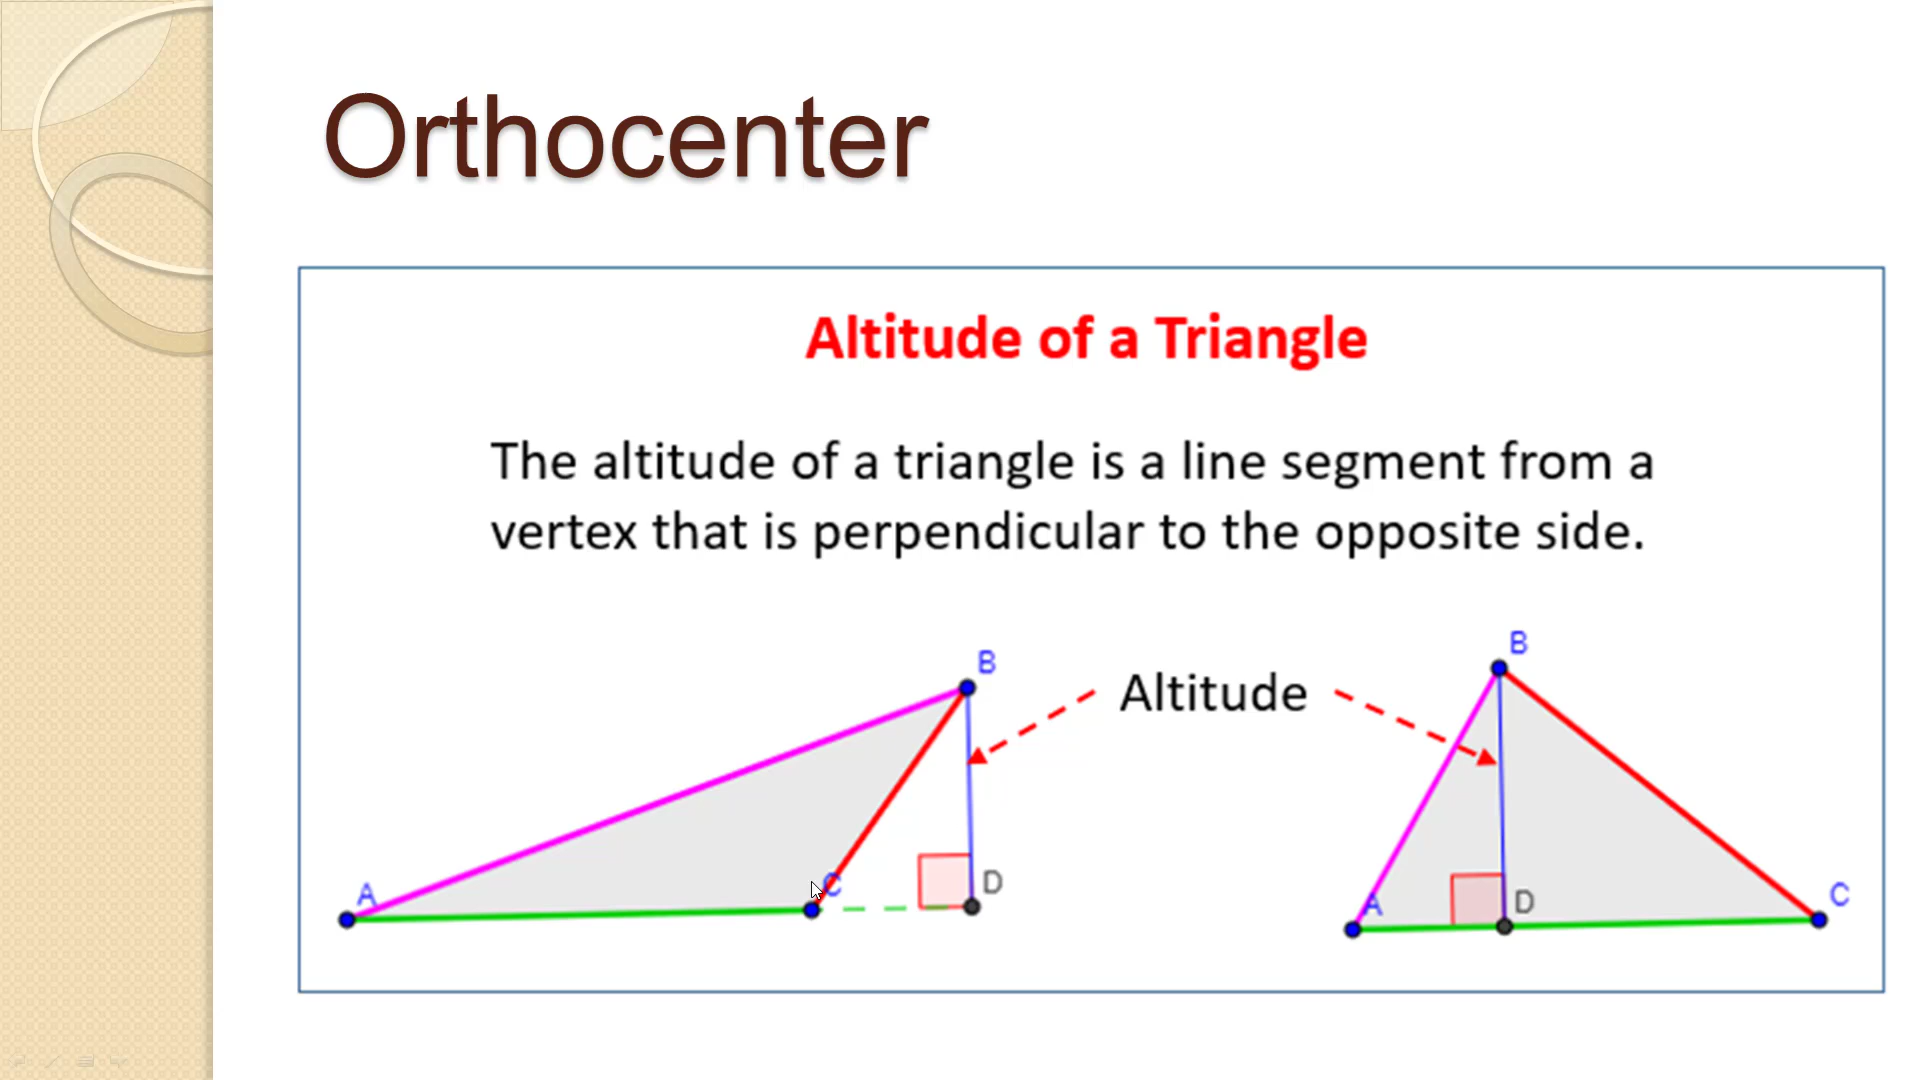 Orthocenter
Altitude of a Triangle
The altitude of a triangle is a line segment from a
vertex that is perpendicular to the opposite side.
B
Altitude
B
A
C
D
A
D
C